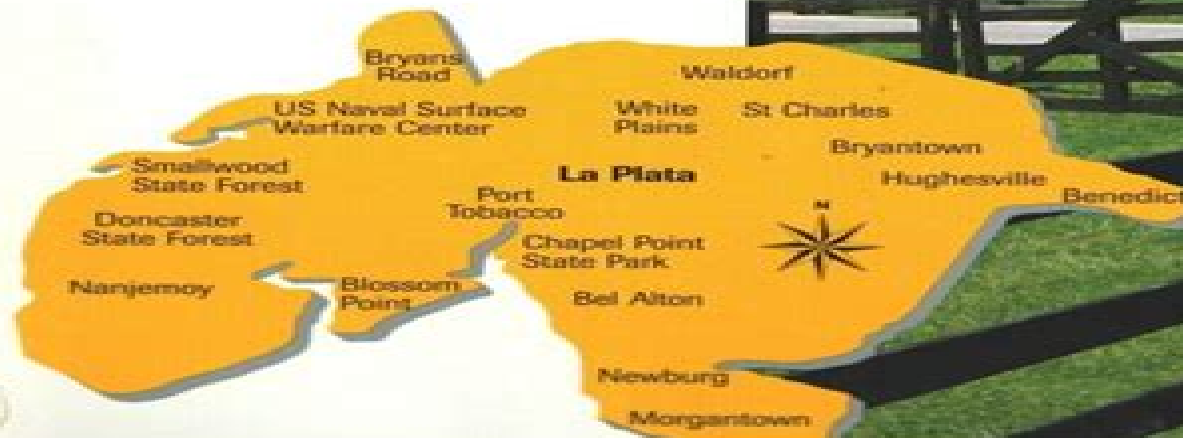 Bryans
Road
Waldorf
US Naval Surface
Warfare Center
White
Plains
St Charles
Bryantown
Smallwood
State Forest
La Plata
Hughesville
Benedict
Port
Tobacco
N
Doncaster
State Forest
Chapel Point
State Park
Nanjemoy
Blossom
Point
Bel Alton
Newburg
Morgantown